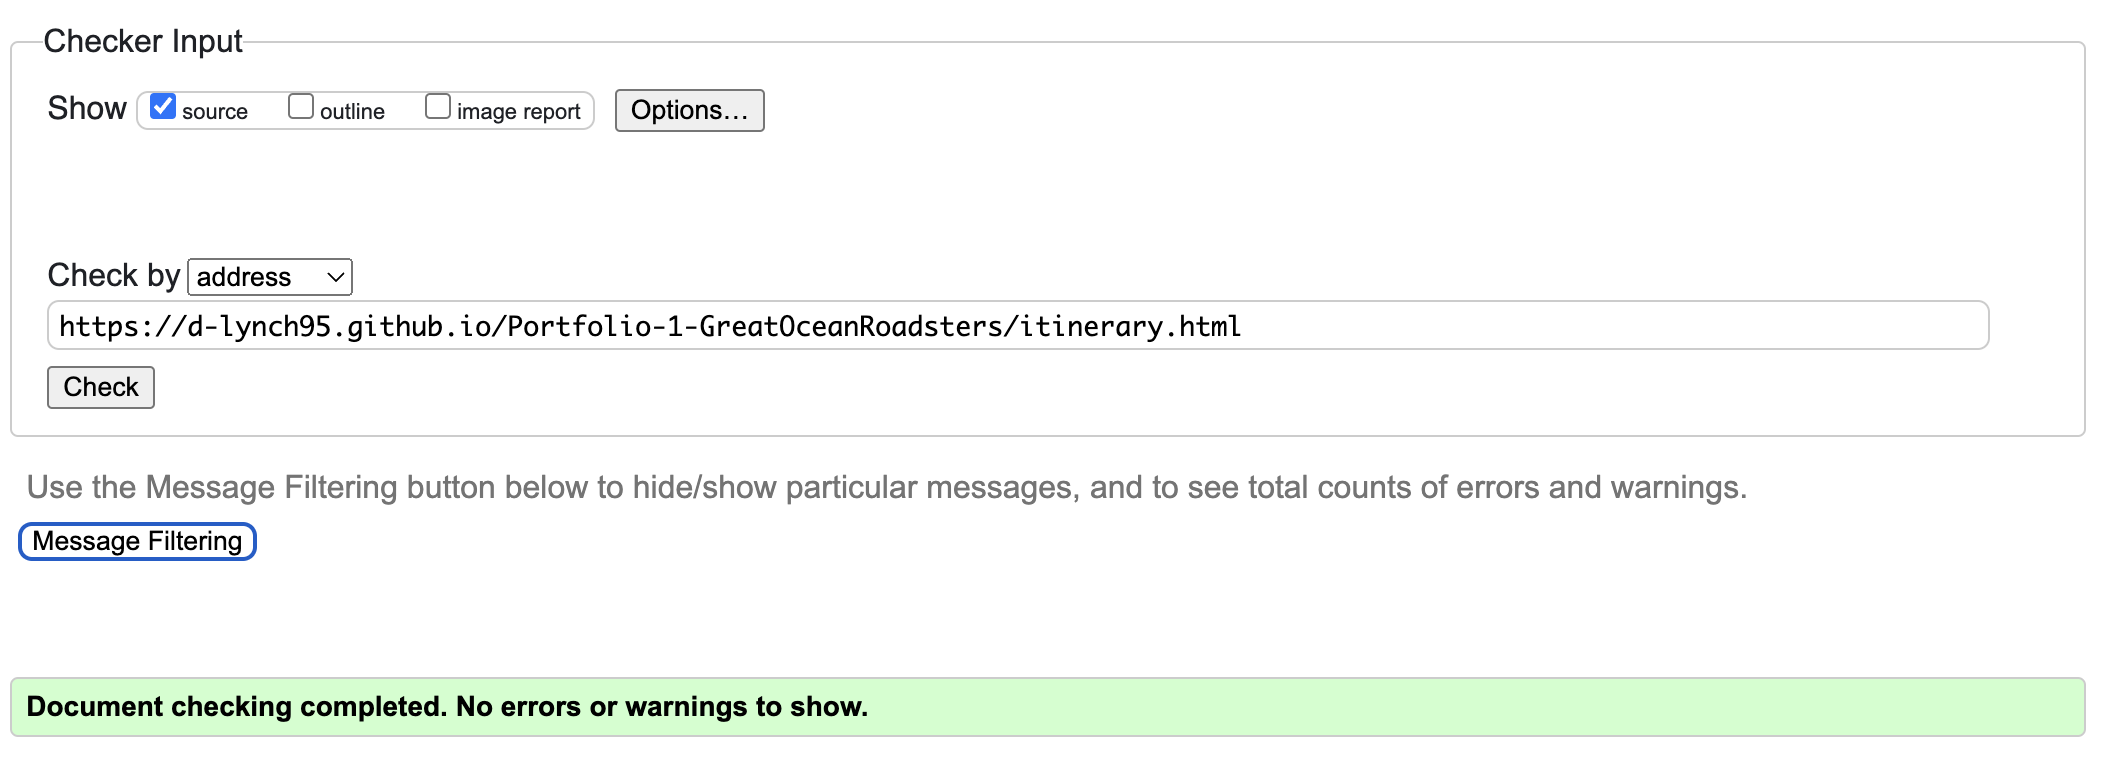 Checker Input
Show source outline image report Options...
Check by address
https://d-lynch95.github.io/Portfolio-1-GreatOceanRoadsters/itinerary.html
Check
Use the Message Filtering button below to hide/show particular messages, and to see total counts of errors and warnings.
Message Filtering
Document checking completed. No errors or warnings to show.